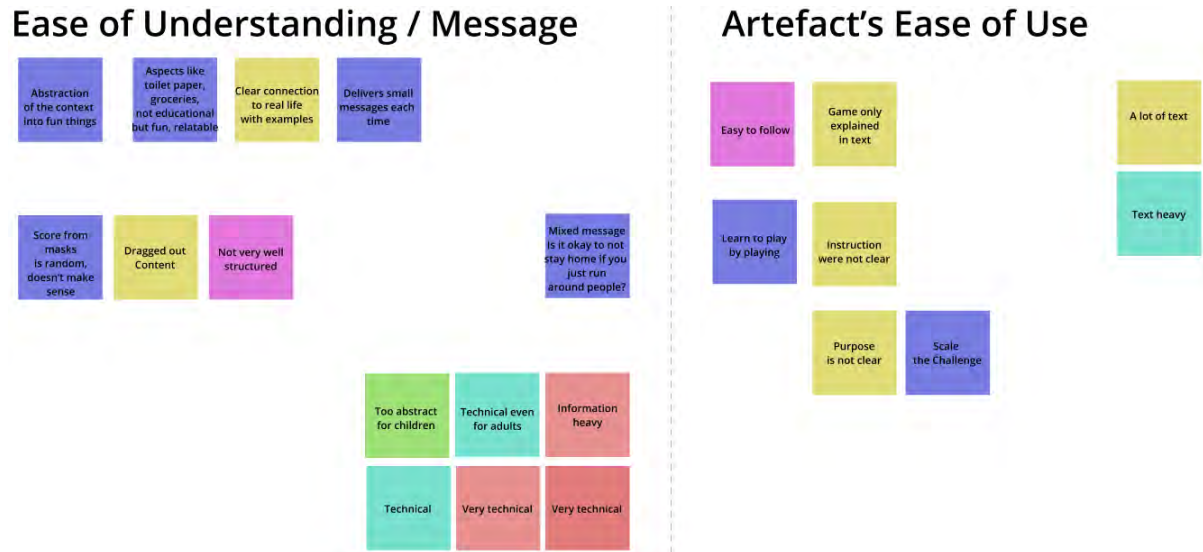 Ease of Understanding / Message
Abstraction
of the context
into fun things
Aspects like
toilet paper,
groceries,
not educational
but fun, relatable
Clear connection
to real life
with examples
Delivers small
messages each
time
Score from
masks
is random,
doesn't make
sense
Dragged out
Content
Not very well
structured
Mixed message
is it okay to not
stay home if you
just run
around people?
Too abstract
for children
Technical even
for adults
Information
heavy
Technical
Very technical
Very technical
Artefact's Ease of Use
Easy to follow
Game only
explained
in text
A lot of text
Text heavy
Learn to play
by playing
Instruction
were not clear
Purpose
is not clear
Scale
the Challenge